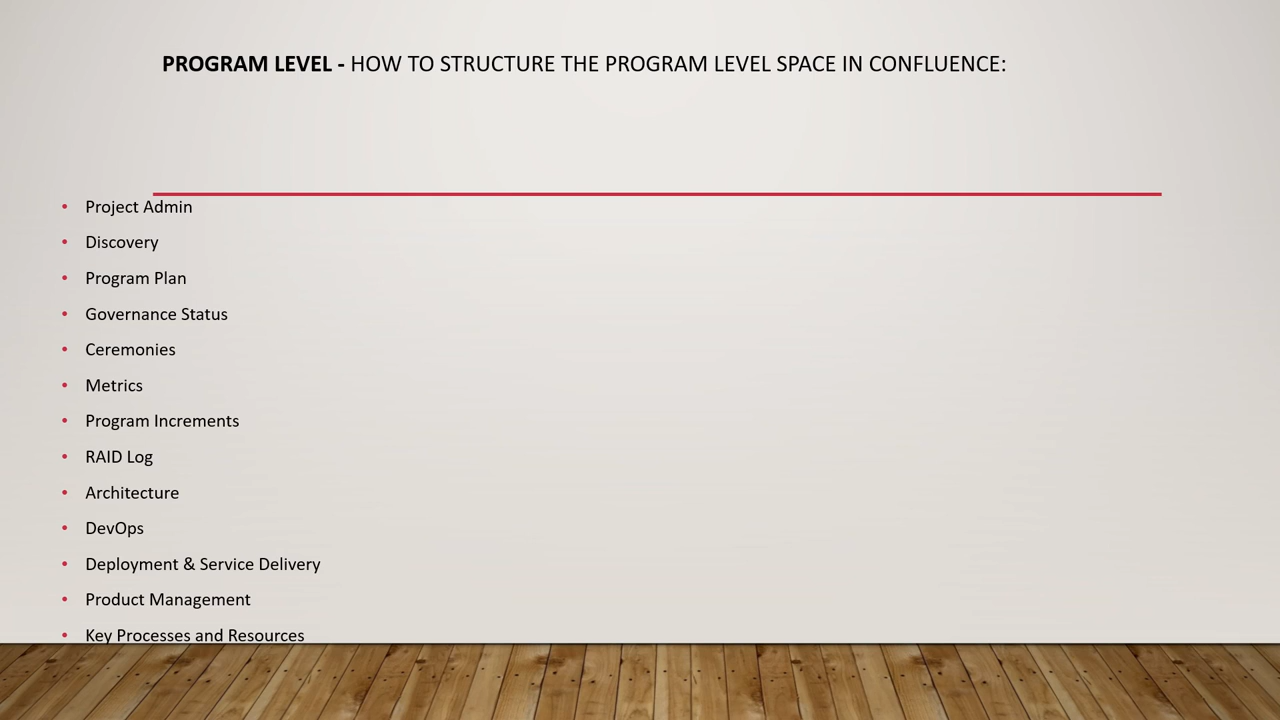 PROGRAM LEVEL - HOW TO STRUCTURE THE PROGRAM LEVEL SPACE IN CONFLUENCE:
• Project Admin
• Discovery
• Program Plan
• Governance Status
• Ceremonies
• Metrics
• Program Increments
• RAID Log
• Architecture
• DevOps
• Deployment & Service Delivery
• Product Management
• Key Processes and Resources